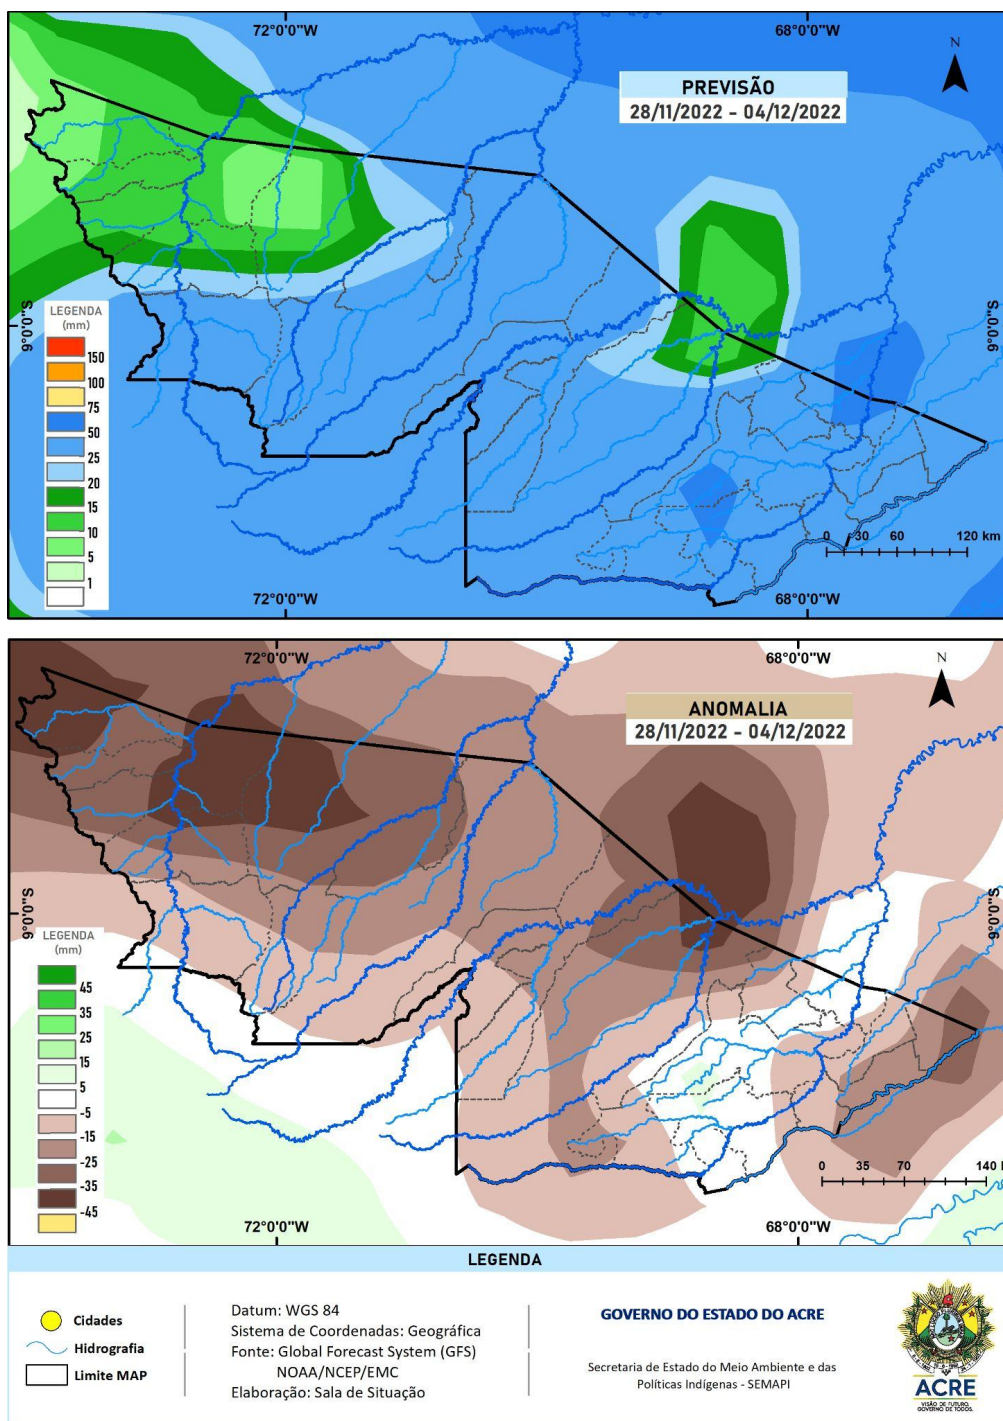 72°0'0"W
68°0'0"W
N
PREVISÃO
28/11/2022 - 04/12/2022
9°0'0"S
9°0'0"S
LEGENDA
(mm)
150
100
75
50
25
20
15
10
5
1
0 30 60 120 km
72°0'0"W
68°0'0"W
72°0'0"W
68°0'0"W
N
ANOMALIA
28/11/2022 - 04/12/2022
9°0'0"S
9°0'0"S
LEGENDA
(mm)
45
35
25
15
5
-5
-15
-25
-35
-45
0 35 70 140
72°0'0"W
68°0'0"W
LEGENDA
Cidades
Hidrografia
Limite MAP
Datum: WGS 84
Sistema de Coordenadas: Geográfica
Fonte: Global Forecast System (GFS)
NOAA/NCEP/EMC
Elaboração: Sala de Situação
GOVERNO DO ESTADO DO ACRE
Secretaria de Estado do Meio Ambiente e das
Políticas Indígenas - SEMAPI
ACRE
VISÃO DE FUTURO,
GOVERNO DE TODOS.